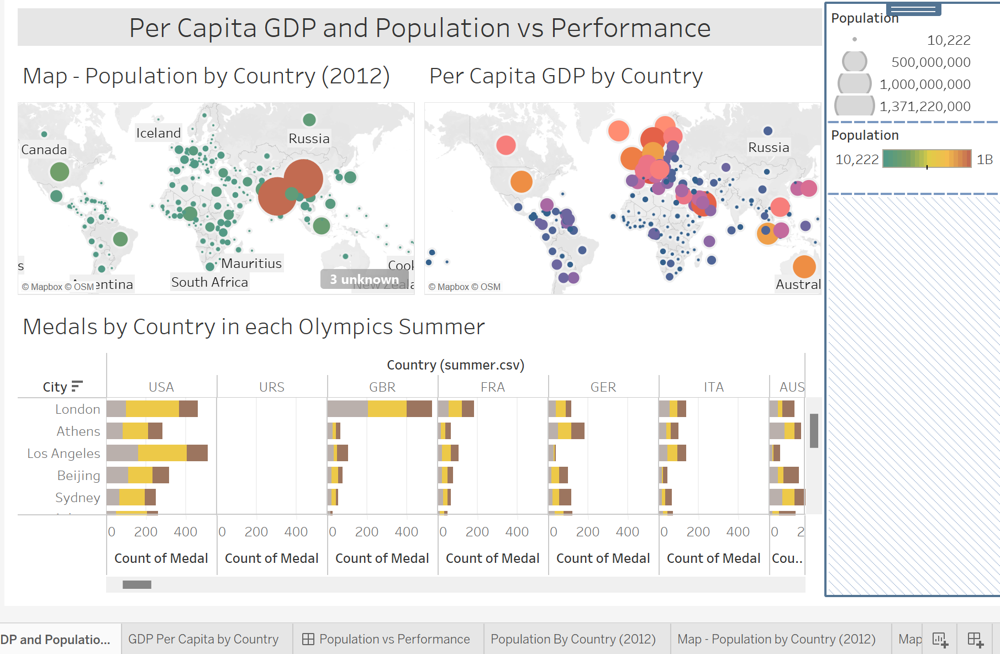 Per Capita GDP and Population vs Performance
Map - Population by Country (2012)
Per Capita GDP by Country
Iceland
Canada
Russia
Mauritius
South Africa
3 unknown
© Mapbox © OSM
Russia
© Mapbox © OSM
Population
10,222
500,000,000
1,000,000,000
1,371,220,000
Population
10,222
1B
Medals by Country in each Olympics Summer
Country (summer.csv)
City
USA URS GBR FRA GER ITA AUS
London
Athens
Los Angeles
Beijing
Sydney
0 200 400 0 200 400 0 200 400 0 200 400 0 200 400 0 200 400 0
Count of Medal Count of Medal Count of Medal Count of Medal Count of Medal Count of Medal Cou..
DP and Populatio... GDP Per Capita by Country Population vs Performance Population By Country (2012) Map - Population by Country (2012) Map